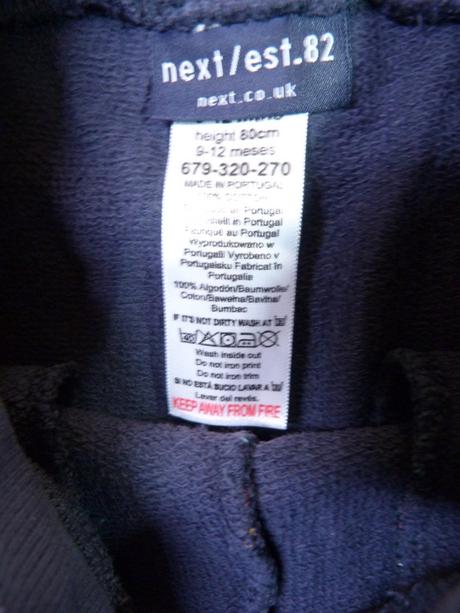 next/est.82
next.co.uk
height 80cm
9-12 meses
679-320-270
MADE IN PORTUGAL
100% COTTON
Portugal
en Portugal
Fabriqué au Portugal
Wyprodukowano w
Portugalii Vyrobeno v
Portugalsku Fabricat în
Portugalia
100% Algodón/Baumwolle/
Coton/Bawełna/Bavlna/
Bumbac
IF IT'S NOT DIRTY WASH AT
Wash inside out
Do not iron print
Do not iron trim
SI NO ESTÁ SUCIO LAVAR A
Lavar del revés.
KEEP AWAY FROM FIRE